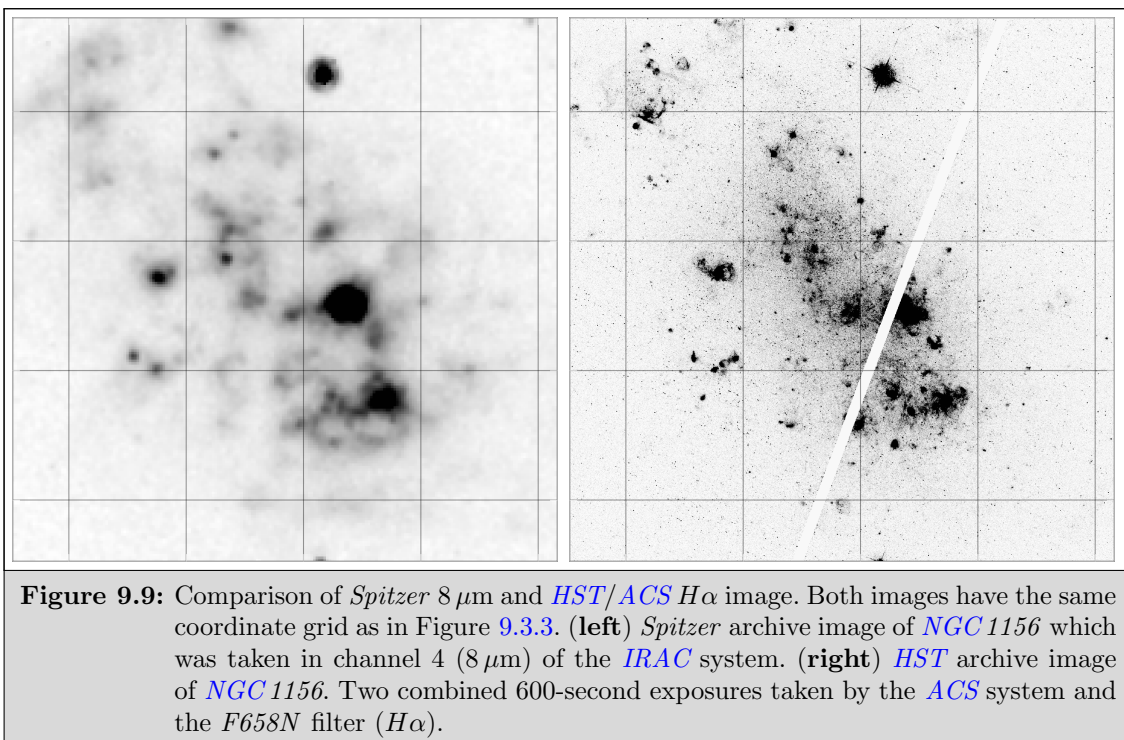 Figure 9.9: Comparison of Spitzer 8 μm and HST/ACS Hα image. Both images have the same
coordinate grid as in Figure 9.3.3. (left) Spitzer archive image of NGC 1156 which
was taken in channel 4 (8 μm) of the IRAC system. (right) HST archive image
of NGC 1156. Two combined 600-second exposures taken by the ACS system and
the F658N filter (Hα).